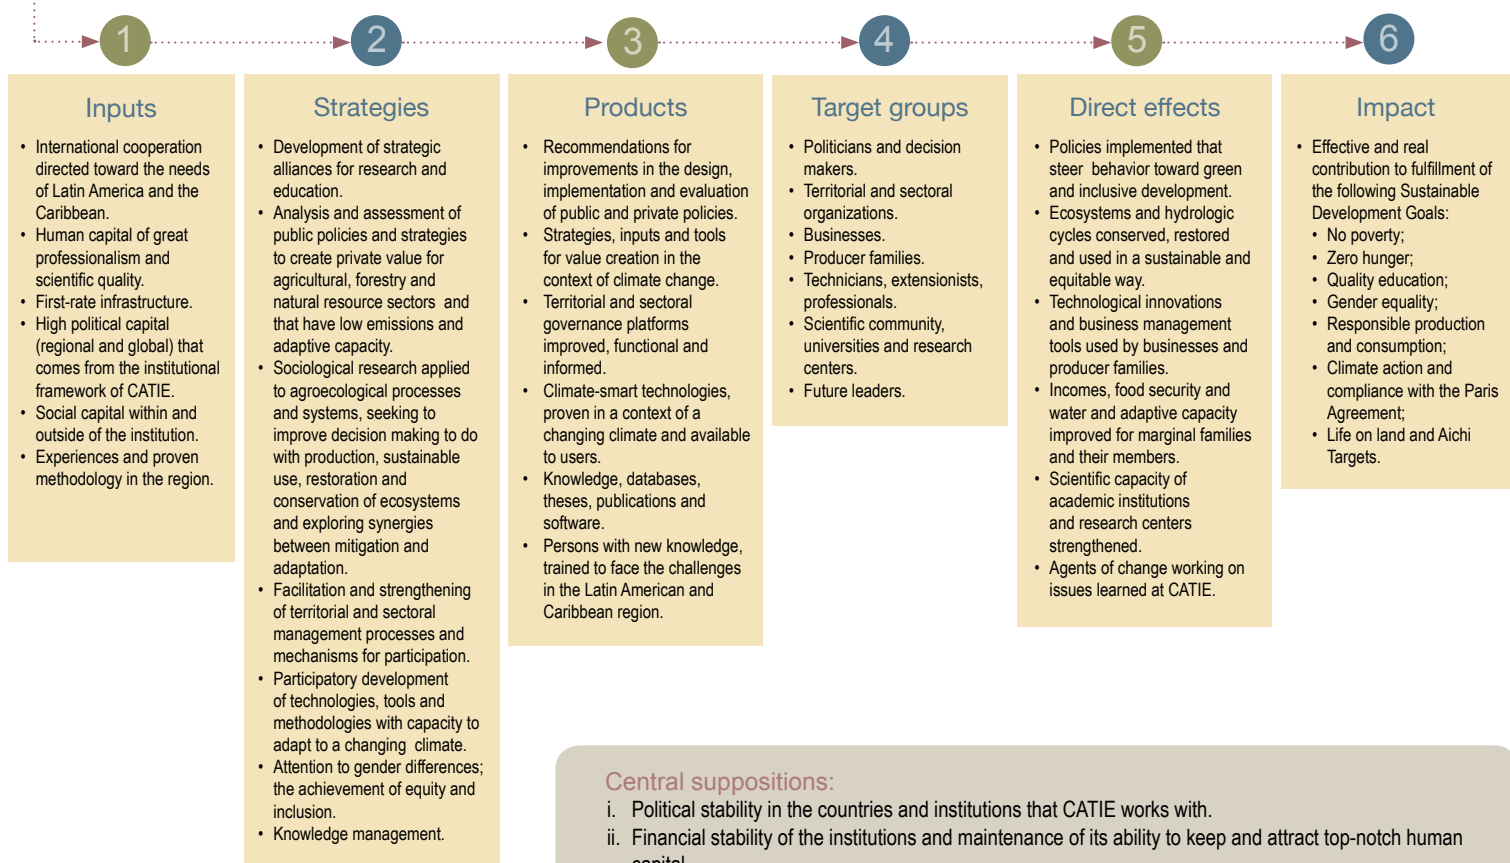 1
2
3
4
5
6
Inputs
• International cooperation
directed toward the needs
of Latin America and the
Caribbean.
• Human capital of great
professionalism and
scientific quality.
• First-rate infrastructure.
• High political capital
(regional and global) that
comes from the institutional
framework of CATIE.
• Social capital within and
outside of the institution.
• Experiences and proven
methodology in the region.
Strategies
• Development of strategic
alliances for research and
education.
• Analysis and assessment of
public policies and strategies
to create private value for
agricultural, forestry and
natural resource sectors and
that have low emissions and
adaptive capacity.
• Sociological research applied
to agroecological processes
and systems, seeking to
improve decision making to do
with production, sustainable
use, restoration and
conservation of ecosystems
and exploring synergies
between mitigation and
adaptation.
• Facilitation and strengthening
of territorial and sectoral
management processes and
mechanisms for participation.
• Participatory development
of technologies, tools and
methodologies with capacity to
adapt to a changing climate.
• Attention to gender differences;
the achievement of equity and
inclusion.
• Knowledge management.
Products
• Recommendations for
improvements in the design,
implementation and evaluation
of public and private policies.
• Strategies, inputs and tools
for value creation in the
context of climate change.
• Territorial and sectoral
governance platforms
improved, functional and
informed.
• Climate-smart technologies,
proven in a context of a
changing climate and available
to users.
• Knowledge, databases,
theses, publications and
software.
• Persons with new knowledge,
trained to face the challenges
in the Latin American and
Caribbean region.
Target groups
• Politicians and decision
makers.
• Territorial and sectoral
organizations.
• Businesses.
• Producer families.
• Technicians, extensionists,
professionals.
• Scientific community,
universities and research
centers.
• Future leaders.
Direct effects
• Policies implemented that
steer behavior toward green
and inclusive development.
• Ecosystems and hydrologic
cycles conserved, restored
and used in a sustainable and
equitable way.
• Technological innovations
and business management
tools used by businesses and
producer families.
• Incomes, food security and
water and adaptive capacity
improved for marginal families
and their members.
• Scientific capacity of
academic institutions
and research centers
strengthened.
• Agents of change working on
issues learned at CATIE.
Impact
• Effective and real
contribution to fulfillment of
the following Sustainable
Development Goals:
• No poverty;
• Zero hunger;
• Quality education;
• Gender equality;
• Responsible production
and consumption;
• Climate action and
compliance with the Paris
Agreement;
• Life on land and Aichi
Targets.
Central suppositions:
i. Political stability in the countries and institutions that CATIE works with.
ii. Financial stability of the institutions and maintenance of its ability to keep and attract top-notch human
capital